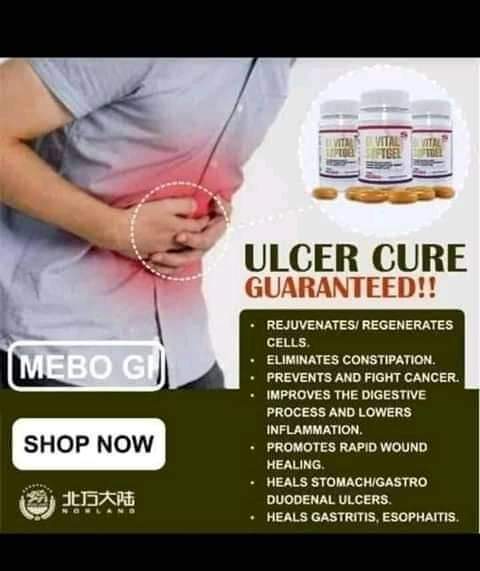 VITAL
SOFTGEL
ULCER CURE
GUARANTEED!!
• REJUVENATES/ REGENERATES
CELLS.
• ELIMINATES CONSTIPATION.
• PREVENTS AND FIGHT CANCER.
• IMPROVES THE DIGESTIVE
PROCESS AND LOWERS
INFLAMMATION.
• PROMOTES RAPID WOUND
HEALING.
• HEALS STOMACH/GASTRO
DUODENAL ULCERS.
• HEALS GASTRITIS, ESOPHAITIS.
MEBO GI
SHOP NOW
北方大陆
NORLAND